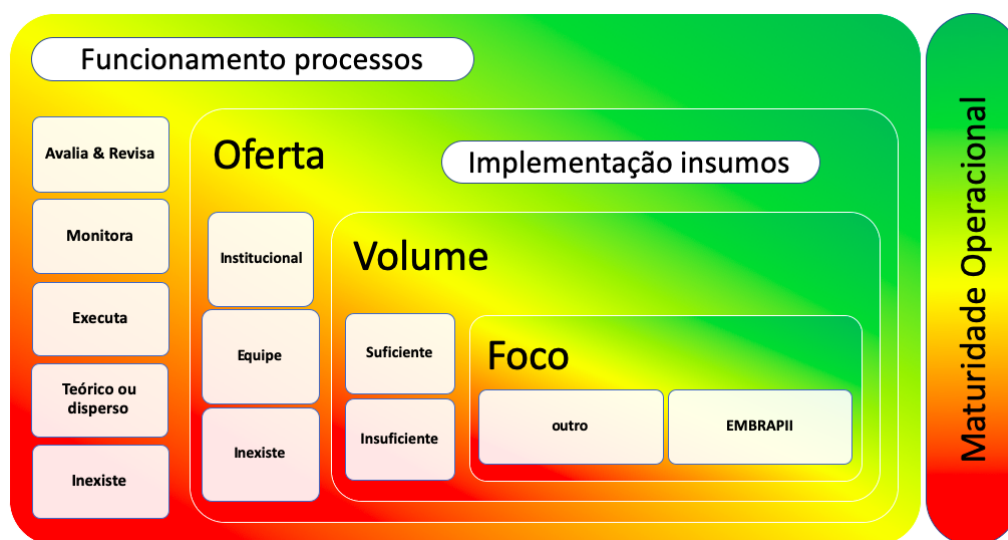 Funcionamento processos
Avalia & Revisa
Monitora
Executa
Teórico ou
disperso
Inexiste
Oferta
Implementação insumos
Institucional
Equipe
Inexiste
Volume
Suficiente
Insuficiente
Foco
outro
EMBRAPII
Maturidade Operacional